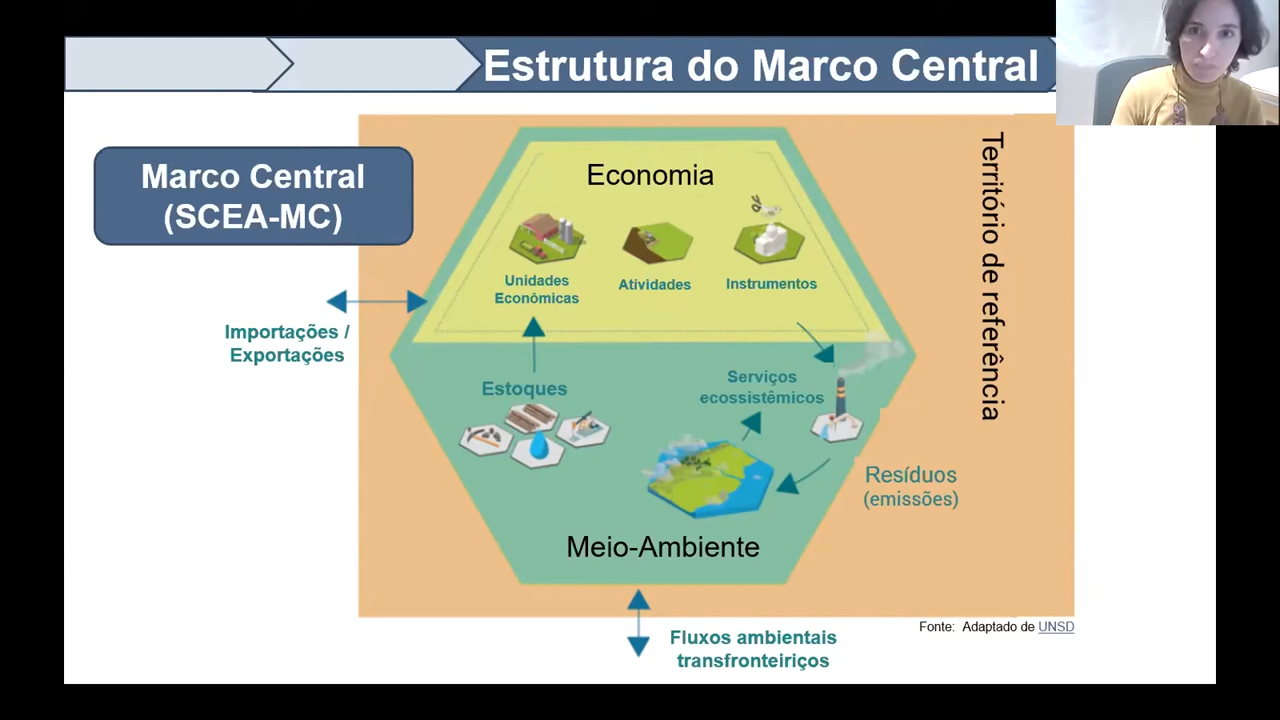 Estrutura do Marco Central
Marco Central
(SCEA-MC)
Território de referência
Economia
Unidades
Econômicas
Atividades
Instrumentos
Importações /
Exportações
Estoques
Serviços
ecossistêmicos
Resíduos
(emissões)
Meio-Ambiente
Fonte: Adaptado de UNSD
Fluxos ambientais
transfronteiriços